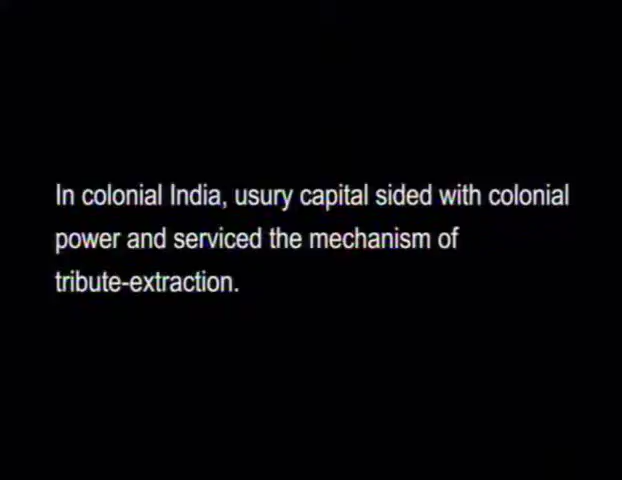 In colonial India, usury capital sided with colonial
power and serviced the mechanism of
tribute-extraction.